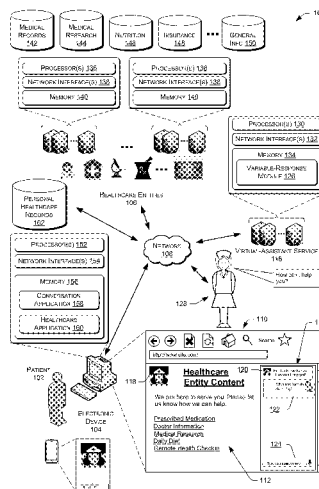 MEDICAL RECORDS 142
MEDICAL RESEARCH 144
NUTRITION 146
INSURANCE 148
GENERAL INFO 150
PROCESSOR(S) 136
NETWORK INTERFACE(S) 138
MEMORY 140
PROCESSOR(S) 136
NETWORK INTERFACE(S) 138
MEMORY 140
PROCESSOR(S) 130
NETWORK INTERFACE(S) 132
MEMORY 134
VARIABLE-RESPONSE MODULE 126
HEALTHCARE ENTITIES 106
PERSONAL HEALTHCARE RECORDS 162
NETWORK 108
VIRTUAL-ASSISTANT SERVICE 116
How can I help you?
128
PROCESSOR(S) 152
NETWORK INTERFACE(S) 154
MEMORY 156
CONVERSATION APPLICATION 158
HEALTHCARE APPLICATION 160
PATIENT 102
ELECTRONIC DEVICE 104
110
Search
118
Healthcare Entity Content
120
We are here to serve you. Please let us know how we can help.
Prescribed Medication
Doctor Information
Medical Research
Daily Diet
Remote Health Checkup
122
124
112